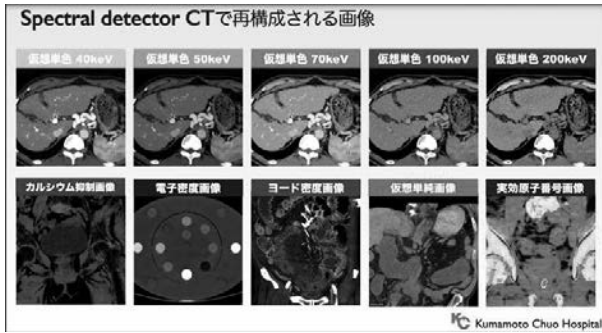 Spectral detector CTで再構成される画像
仮想単色 40keV
仮想単色 50keV
仮想単色 70keV
仮想単色 100keV
仮想単色 200keV
カルシウム抑制画像
電子密度画像
ヨード密度画像
仮想単純画像
実効原子番号画像
KC Kumamoto Chuo Hospital